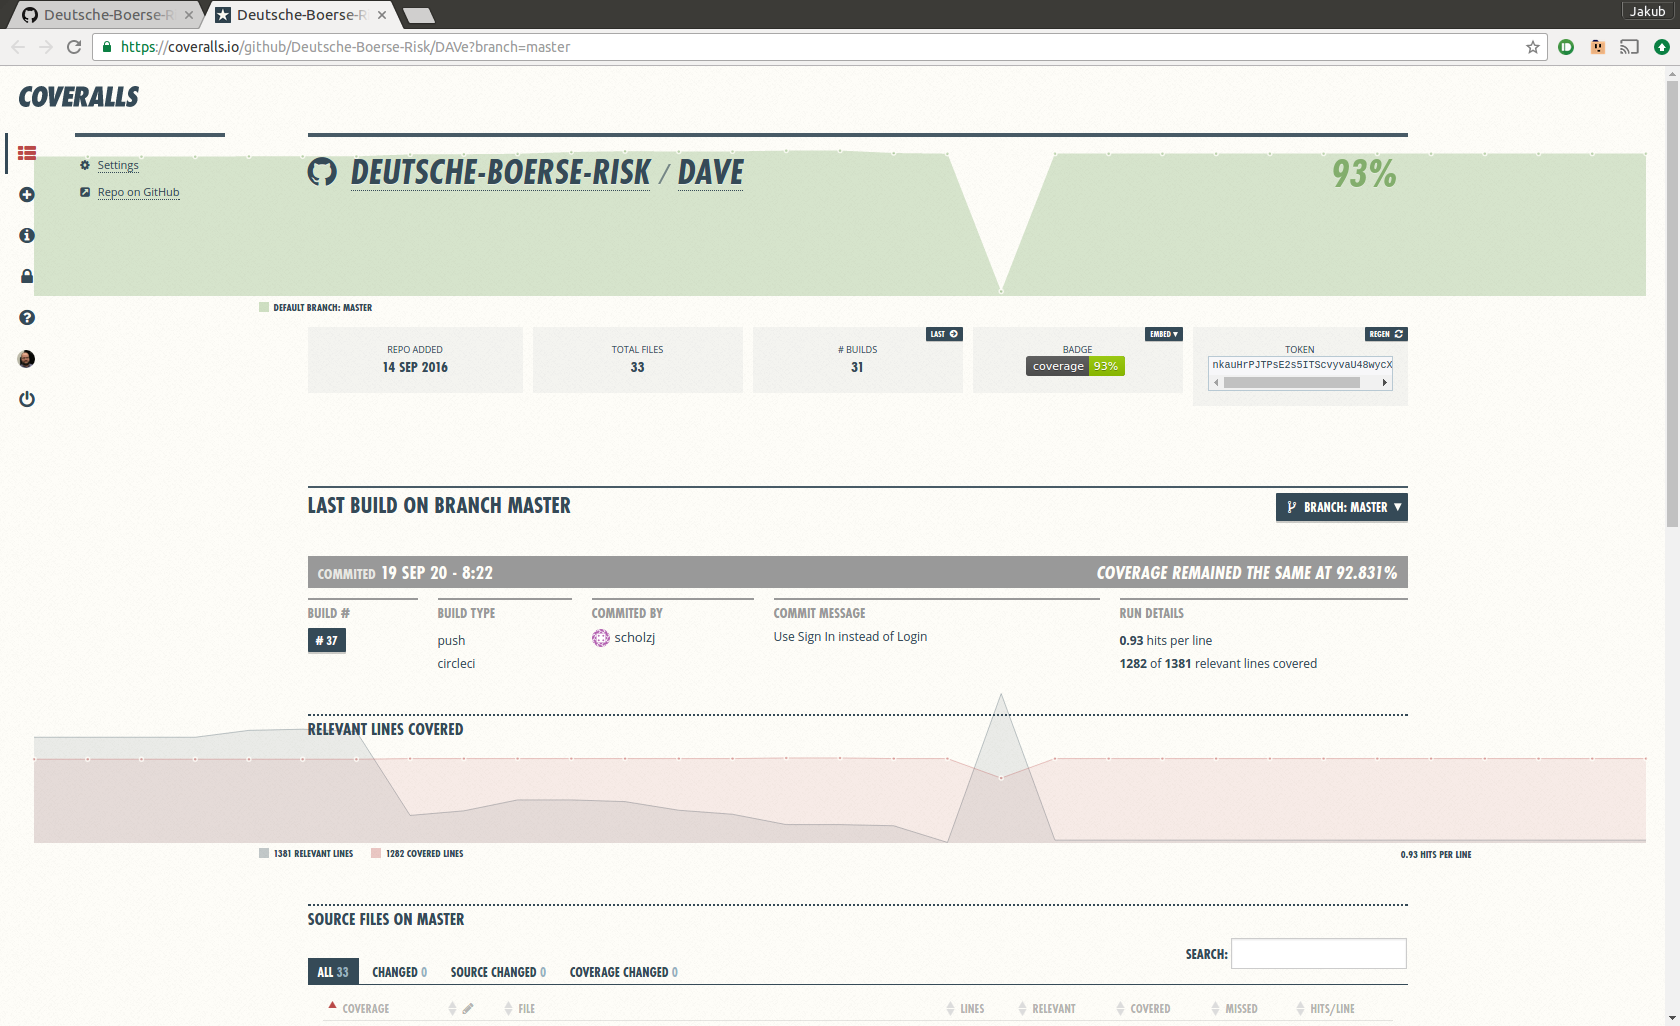 Deutsche-Boerse-R
Deutsche-Boerse-R
Jakub
https://coveralls.io/github/Deutsche-Boerse-Risk/DAVe?branch=master
COVERALLS
Settings
Repo on GitHub
DEUTSCHE-BOERSE-RISK / DAVE
93%
DEFAULT BRANCH: MASTER
REPO ADDED
14 SEP 2016
TOTAL FILES
33
LAST
# BUILDS
31
EMBED ▾
BADGE
coverage 93%
REGEN
TOKEN
nkauHrPJTPsE2s5ITScvyvaU48wycX
LAST BUILD ON BRANCH MASTER
BRANCH: MASTER ▾
COMMITED 19 SEP 20 - 8:22
COVERAGE REMAINED THE SAME AT 92.831%
BUILD #
BUILD TYPE
COMMITED BY
COMMIT MESSAGE
RUN DETAILS
# 37
push
circleci
scholzj
Use Sign In instead of Login
0.93 hits per line
1282 of 1381 relevant lines covered
RELEVANT LINES COVERED
1381 RELEVANT LINES
1282 COVERED LINES
0.93 HITS PER LINE
SOURCE FILES ON MASTER
SEARCH:
ALL 33
CHANGED 0
SOURCE CHANGED 0
COVERAGE CHANGED 0
COVERAGE
FILE
LINES
RELEVANT
COVERED
MISSED
HITS/LINE